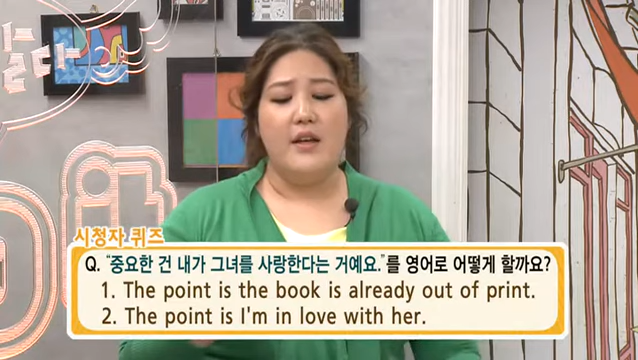 시청자 퀴즈
Q. "중요한 건 내가 그녀를 사랑한다는 거예요."를 영어로 어떻게 할까요?
1. The point is the book is already out of print.
2. The point is I'm in love with her.